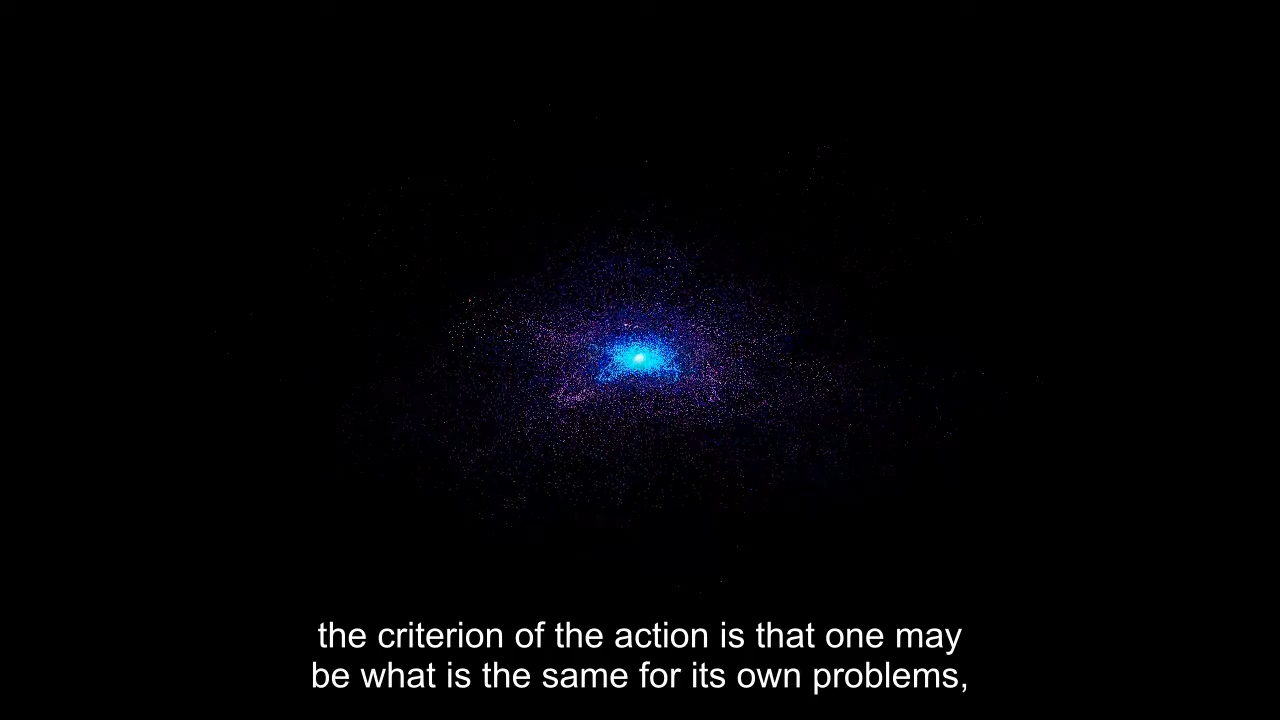 the criterion of the action is that one may
be what is the same for its own problems,